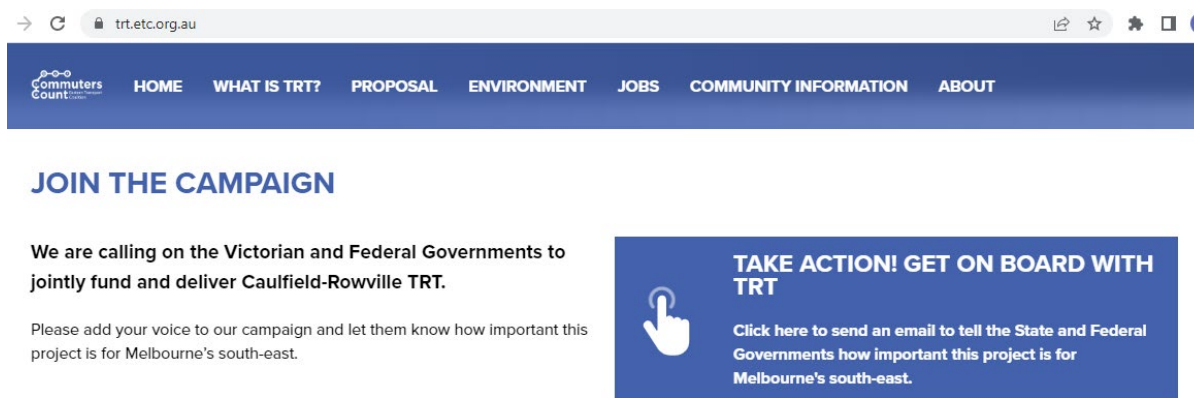 trt.etc.org.au
Commuters
Count
HOME WHAT IS TRT? PROPOSAL ENVIRONMENT JOBS COMMUNITY INFORMATION ABOUT
JOIN THE CAMPAIGN
We are calling on the Victorian and Federal Governments to
jointly fund and deliver Caulfield-Rowville TRT.
Please add your voice to our campaign and let them know how important this
project is for Melbourne's south-east.
TAKE ACTION! GET ON BOARD WITH
TRT
Click here to send an email to tell the State and Federal
Governments how important this project is for
Melbourne's south-east.